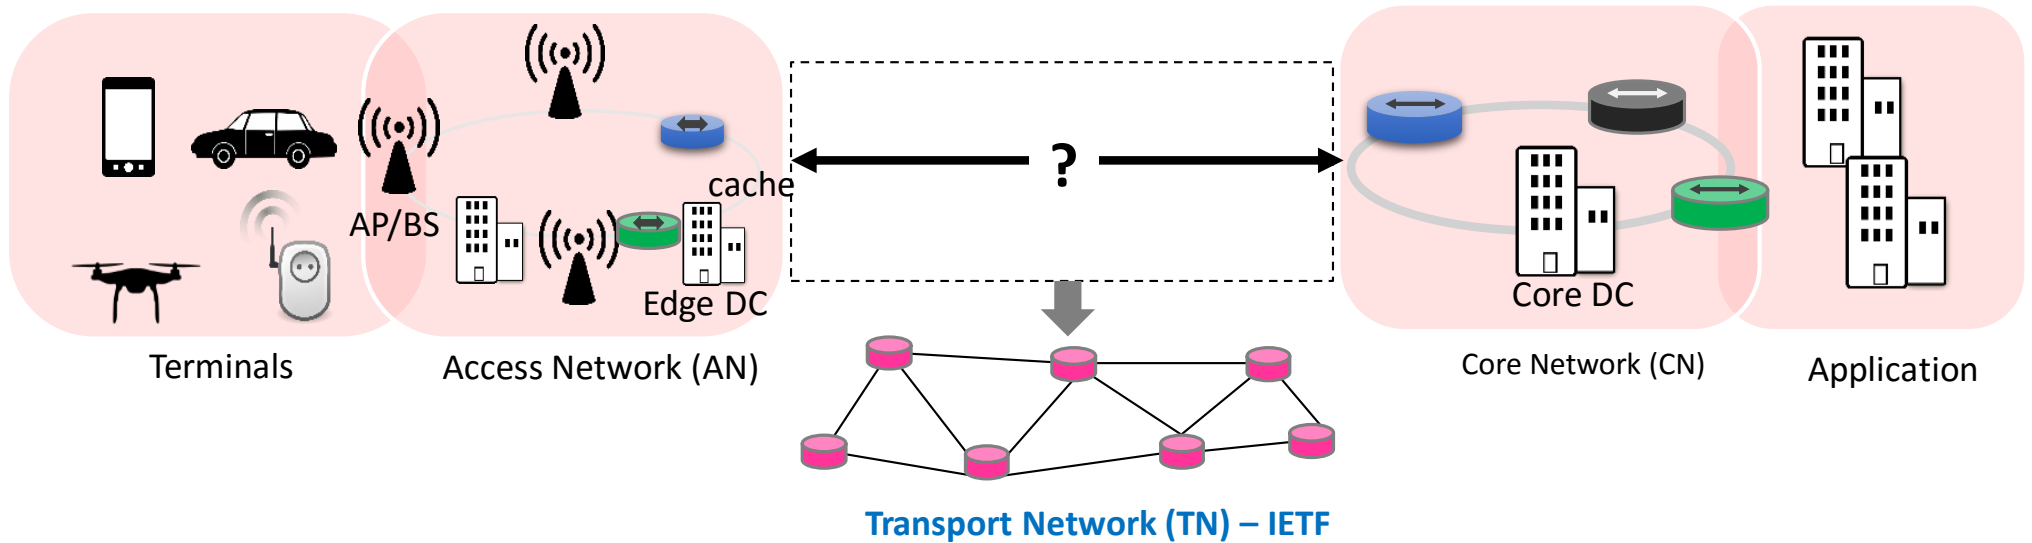 ?
cache
AP/BS
Edge DC
Core DC
Terminals
Access Network (AN)
Core Network (CN)
Application
Transport Network (TN) – IETF